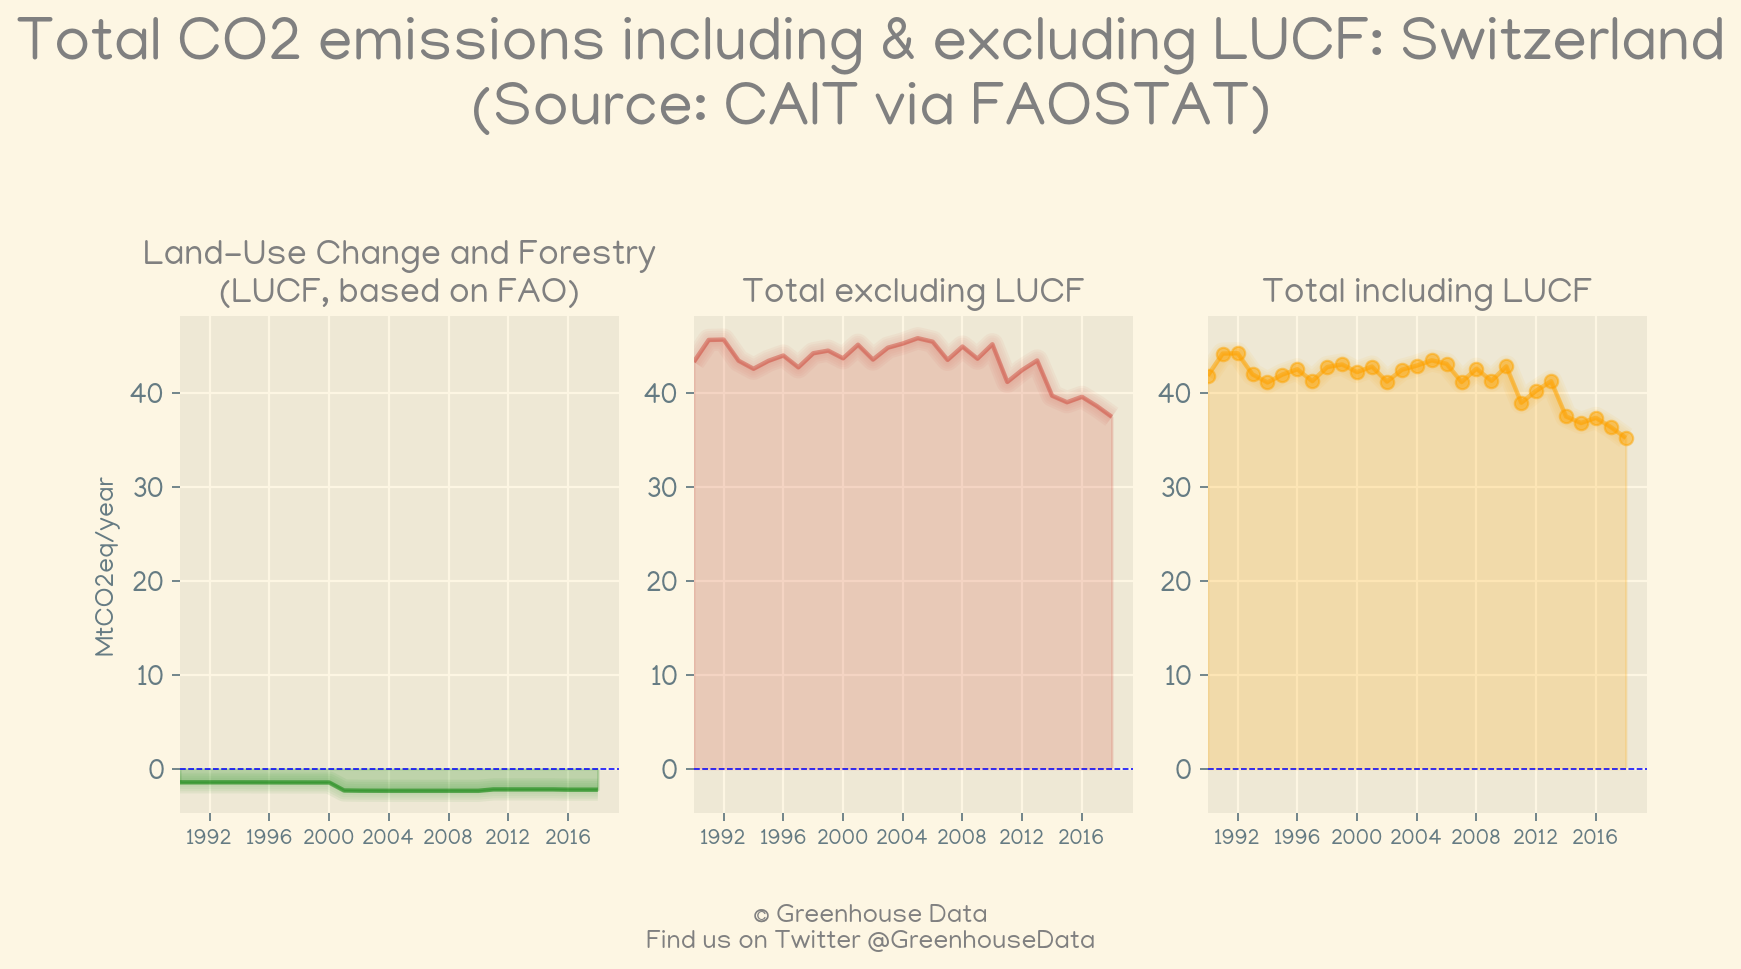 Total CO2 emissions including & excluding LUCF: Switzerland
(Source: CAIT via FAOSTAT)
Land-Use Change and Forestry
(LUCF, based on FAO)
Total excluding LUCF
Total including LUCF
MtCO2eq/year
40
30
20
10
0
1992 1996 2000 2004 2008 2012 2016
40
30
20
10
0
1992 1996 2000 2004 2008 2012 2016
40
30
20
10
0
1992 1996 2000 2004 2008 2012 2016
© Greenhouse Data
Find us on Twitter @GreenhouseData